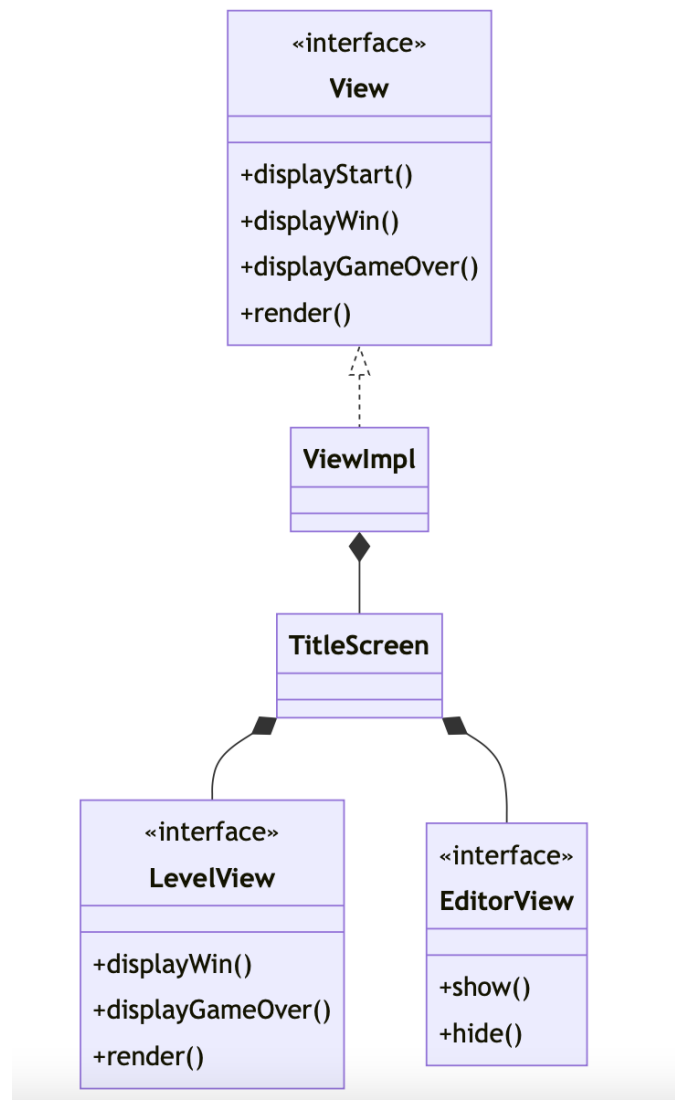 «interface»
View
+displayStart()
+displayWin()
+displayGameOver()
+render()
ViewImpl
TitleScreen
«interface»
LevelView
+displayWin()
+displayGameOver()
+render()
«interface»
EditorView
+show()
+hide()